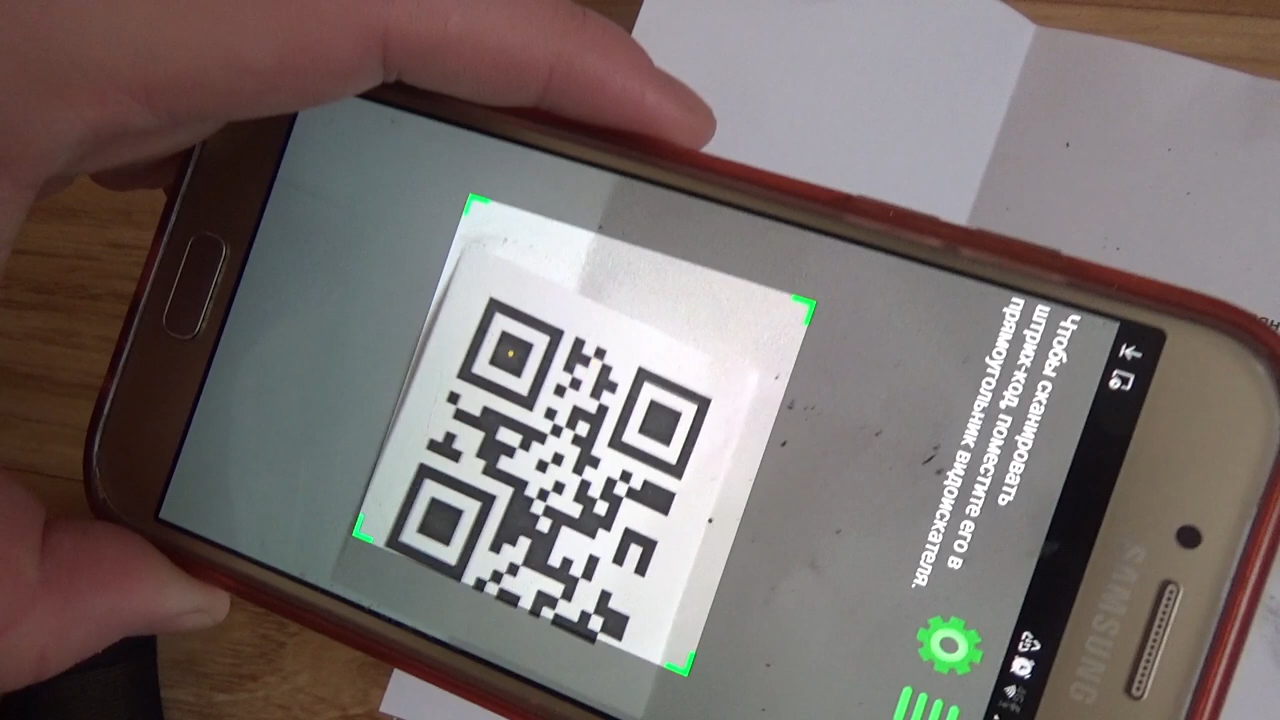 Чтобы сканировать
штрих-код, поместите его в
прямоугольник видоискателя.
SAMSUNG